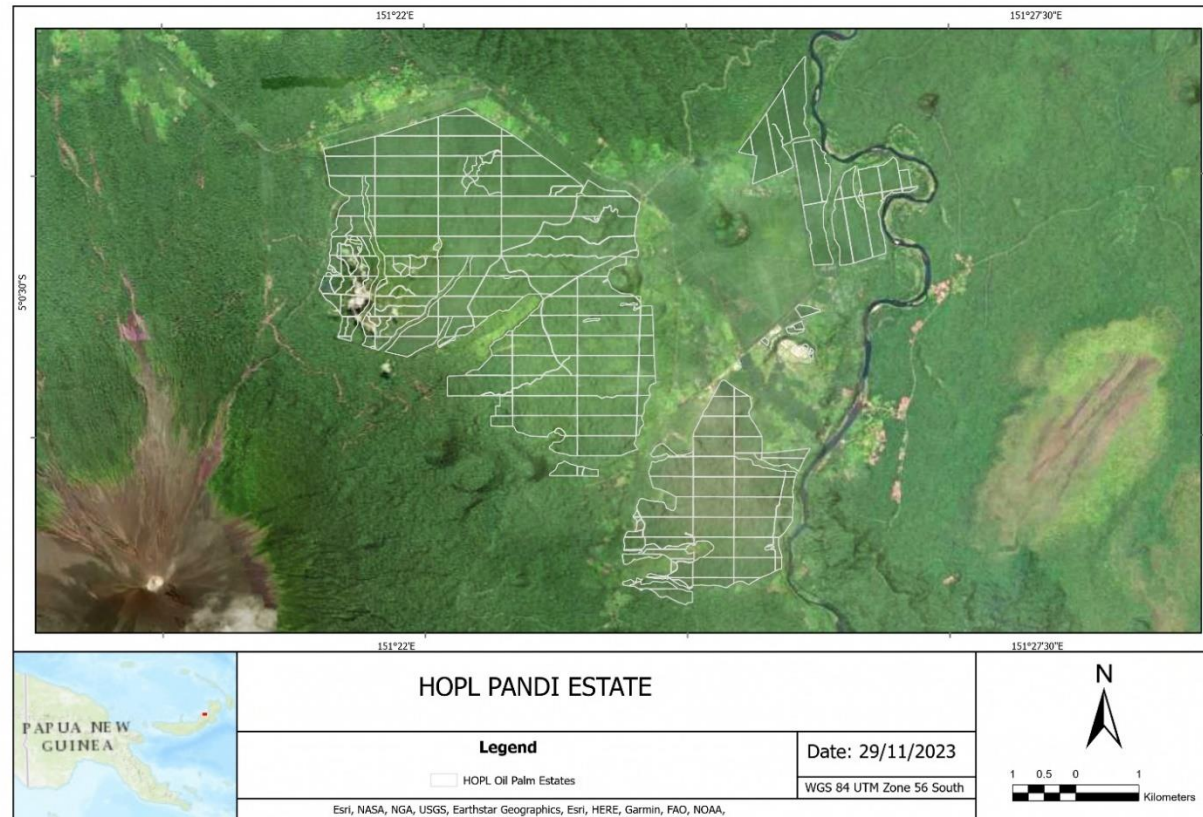 151°22'E 151°27'30"E
5°0'30"S
151°22'E 151°27'30"E
PAPUA NEW
GUINEA
HOPL PANDI ESTATE
Legend
HOPL Oil Palm Estates
Date: 29/11/2023
WGS 84 UTM Zone 56 South
Esri, NASA, NGA, USGS, Earthstar Geographics, Esri, HERE, Garmin, FAO, NOAA,
N
1 0.5 0 1
Kilometers